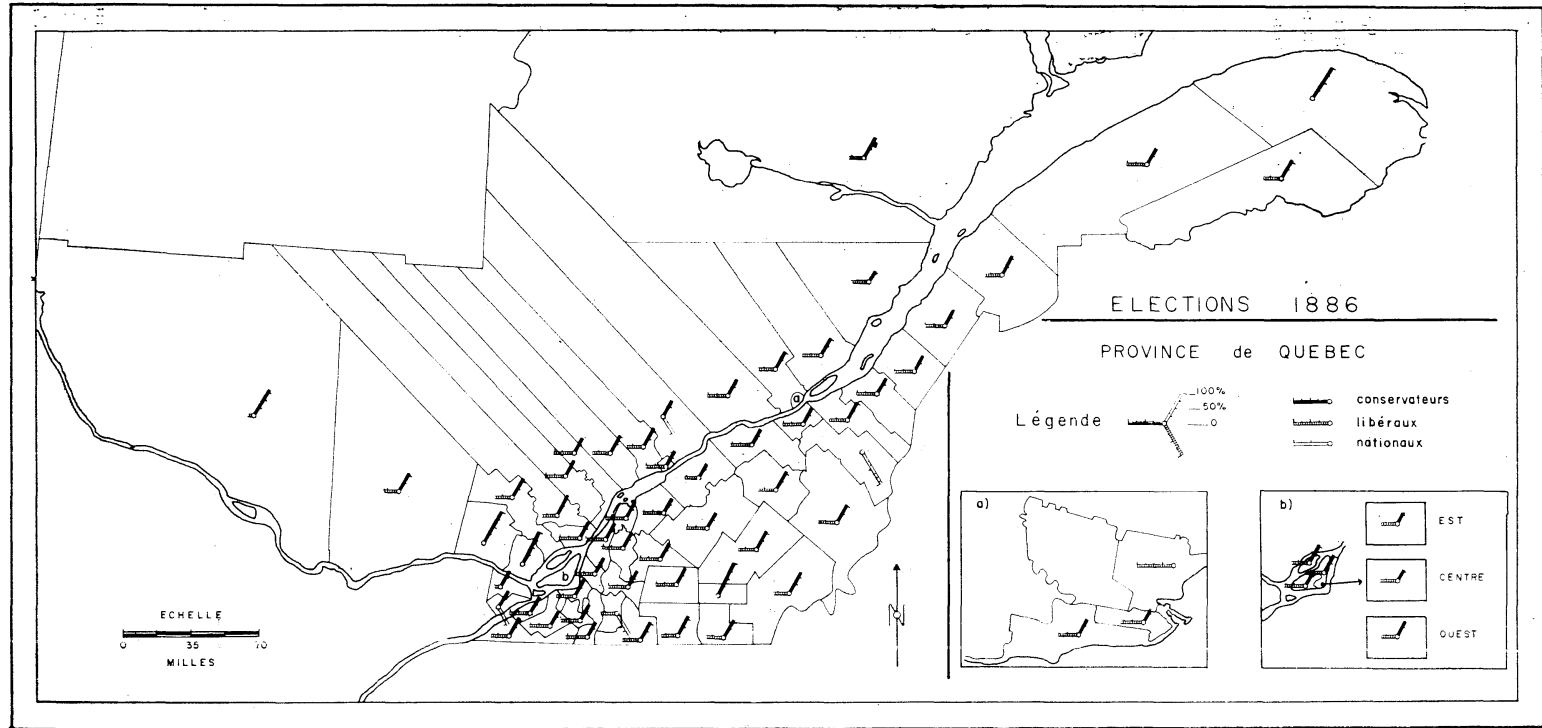 ELECTIONS 1886
PROVINCE de QUEBEC
Légende
100%
50%
0
conservateurs
libéraux
nationaux
a
b
ECHELLE
0 35 70
MILLES
N
a)
b)
EST
CENTRE
OUEST